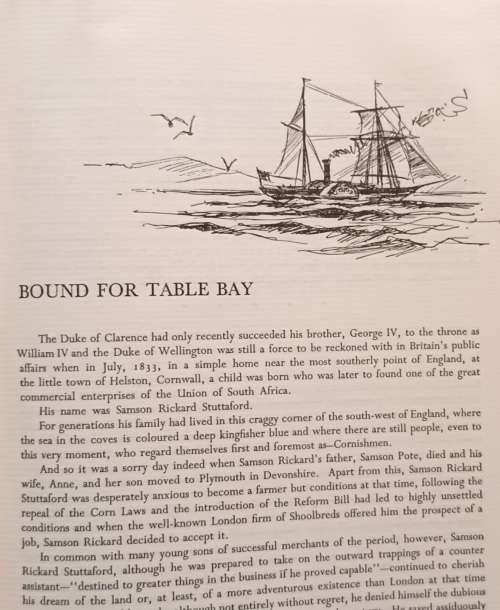 BOUND FOR TABLE BAY
The Duke of Clarence had only recently succeeded his brother, George IV, to the throne as
William IV and the Duke of Wellington was still a force to be reckoned with in Britain's public
affairs when in July, 1833, in a simple home near the most southerly point of England, at
the little town of Helston, Cornwall, a child was born who was later to found one of the great
commercial enterprises of the Union of South Africa.
His name was Samson Rickard Stuttaford.
For generations his family had lived in this craggy corner of the south-west of England, where
the sea in the coves is coloured a deep kingfisher blue and where there are still people, even to
this very moment, who regard themselves first and foremost as—Cornishmen.
And so it was a sorry day indeed when Samson Rickard's father, Samson Pote, died and his
wife, Anne, and her son moved to Plymouth in Devonshire. Apart from this, Samson Rickard
Stuttaford was desperately anxious to become a farmer but conditions at that time, following the
repeal of the Corn Laws and the introduction of the Reform Bill had led to highly unsettled
conditions and when the well-known London firm of Shoolbreds offered him the prospect of a
job, Samson Rickard decided to accept it.
In common with many young sons of successful merchants of the period, however, Samson
Rickard Stuttaford, although he was prepared to take on the outward trappings of a counter
assistant—"destined to greater things in the business if he proved capable"—continued to cherish
his dream of the land or, at least, of a more adventurous existence than London at that time
although not entirely without regret, he denied himself the dubious